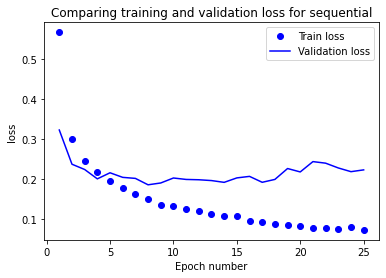 Comparing training and validation loss for sequential
Train loss
Validation loss
loss
0.5
0.4
0.3
0.2
0.1
0
5
10
15
20
25
Epoch number